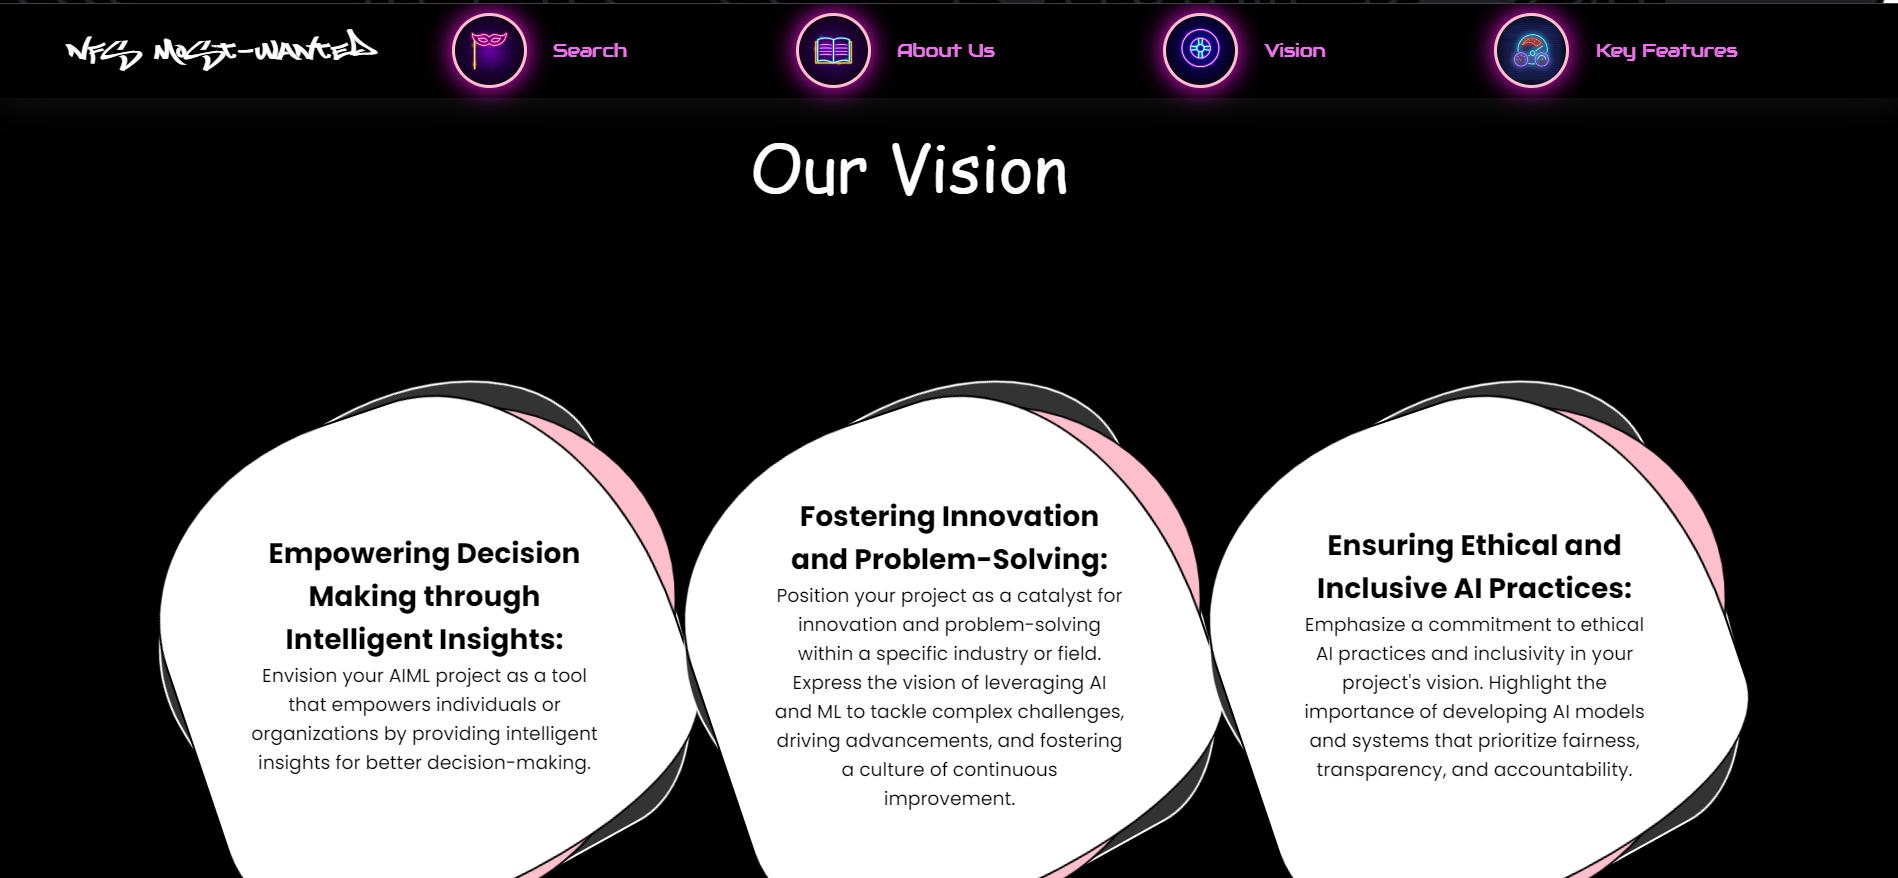 NFS MOST-WANTED
Search
About Us
Vision
Key Features
Our Vision
Empowering Decision
Making through
Intelligent Insights:
Envision your AIML project as a tool
that empowers individuals or
organizations by providing intelligent
insights for better decision-making.
Fostering Innovation
and Problem-Solving:
Position your project as a catalyst for
innovation and problem-solving
within a specific industry or field.
Express the vision of leveraging AI
and ML to tackle complex challenges,
driving advancements, and fostering
a culture of continuous
improvement.
Ensuring Ethical and
Inclusive AI Practices:
Emphasize a commitment to ethical
AI practices and inclusivity in your
project's vision. Highlight the
importance of developing AI models
and systems that prioritize fairness,
transparency, and accountability.